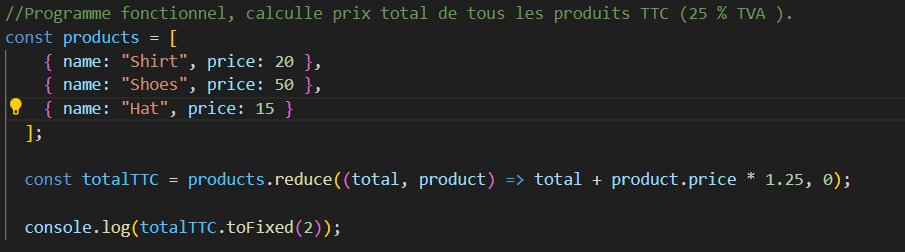 //Programme fonctionnel, calculle prix total de tous les produits TTC (25 % TVA ).
const products = [
{ name: "Shirt", price: 20 },
{ name: "Shoes", price: 50 },
{ name: "Hat", price: 15 }
];
const totalTTC = products.reduce((total, product) => total + product.price * 1.25, 0);
console.log(totalTTC.toFixed(2));